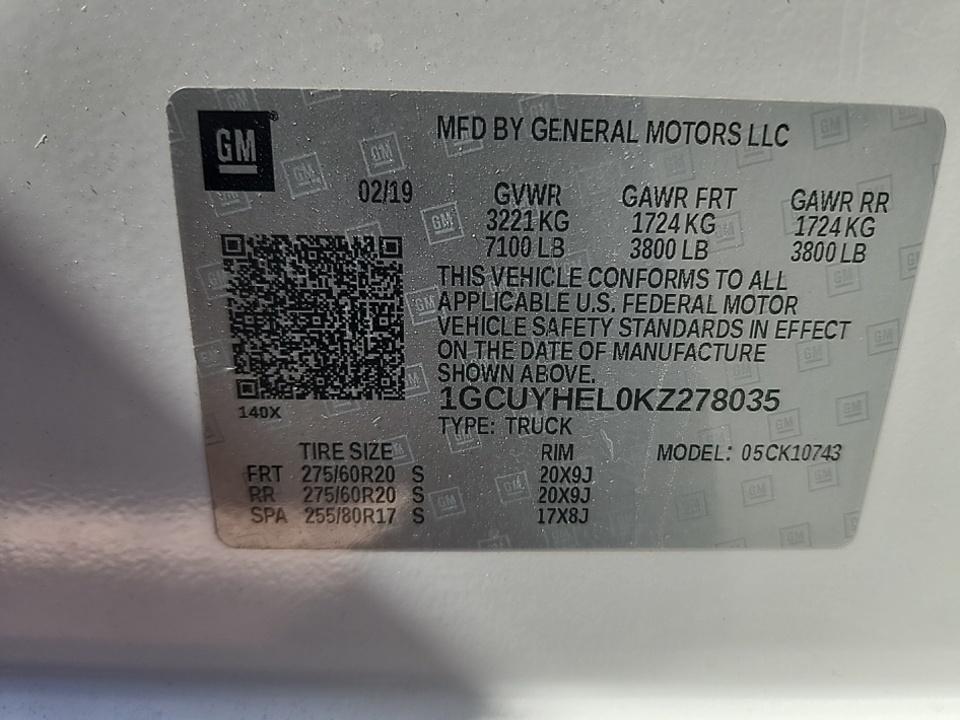 GM
MFD BY GENERAL MOTORS LLC
02/19 GVWR GAWR FRT GAWR RR
3221 KG 1724 KG 1724 KG
7100 LB 3800 LB 3800 LB
THIS VEHICLE CONFORMS TO ALL
APPLICABLE U.S. FEDERAL MOTOR
VEHICLE SAFETY STANDARDS IN EFFECT
ON THE DATE OF MANUFACTURE
SHOWN ABOVE.
1GCUYHEL0KZ278035
140X
TYPE: TRUCK
TIRE SIZE RIM MODEL: 05CK10743
FRT 275/60R20 S 20X9J
RR 275/60R20 S 20X9J
SPA 255/80R17 S 17X8J